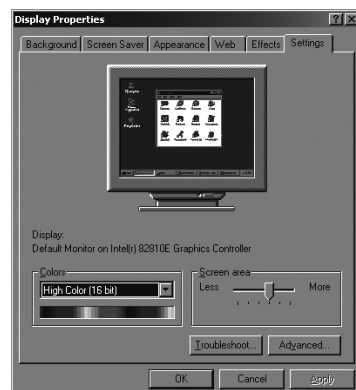 Display Properties
Background Screen Saver Appearance Web Effects Settings
Display:
Default Monitor on Intel(r) 82810E Graphics Controller
Colors
High Color (16 bit)
Screen area
Less More
Troubleshoot... Advanced...
OK Cancel Apply